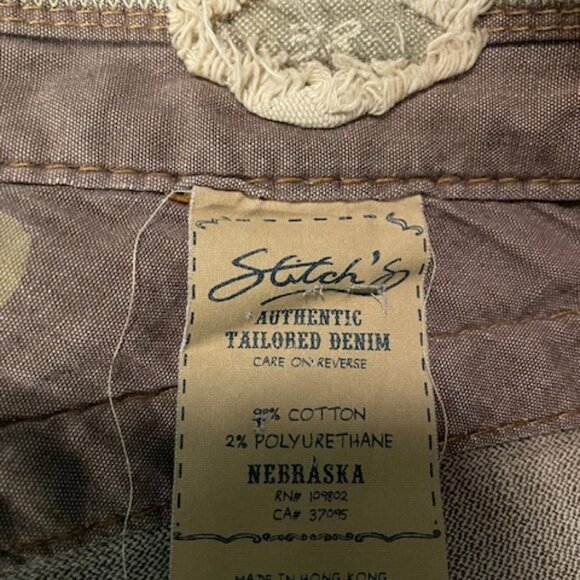 Stitch's
AUTHENTIC
TAILORED DENIM
CARE ON REVERSE
98% COTTON
2% POLYURETHANE
NEBRASKA
RN# 109802
CA# 37095
MADE IN HONG KONG